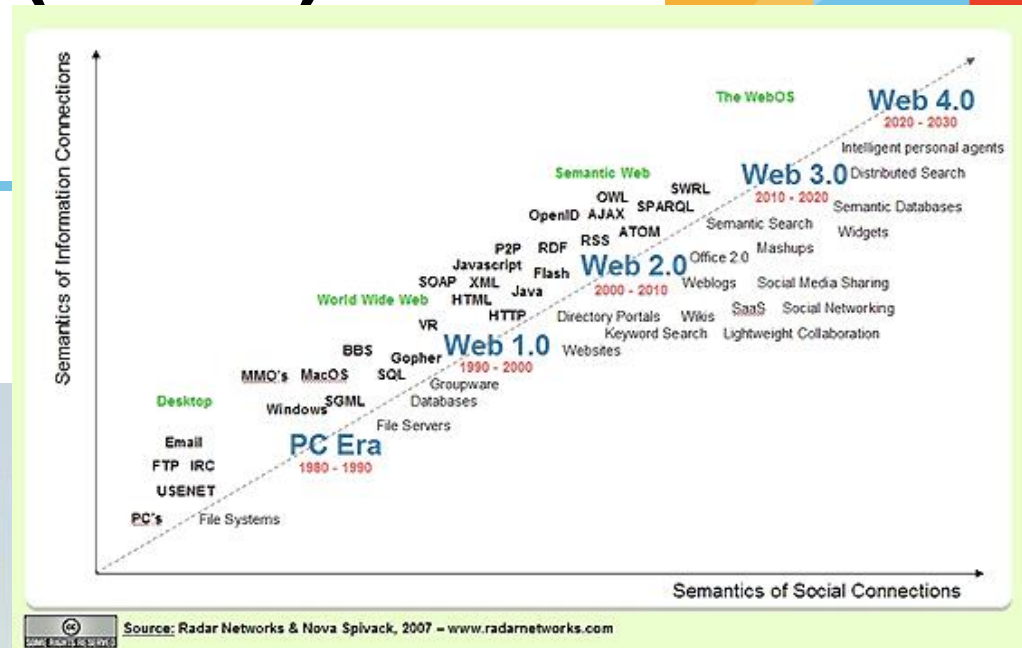 Semantics of Information Connections
The WebOS
Web 4.0
2020 - 2030
Intelligent personal agents
Semantic Web
Web 3.0
Distributed Search
2010 - 2020
SWRL
OWL
SPARQL
Semantic Databases
OpenID AJAX
Semantic Search
Widgets
ATOM
RSS
Mashups
P2P RDF
Office 2.0
Javascript
Web 2.0
Flash
2000 - 2010
SOAP XML
Weblogs Social Media Sharing
Java
World Wide Web
HTML
SaaS Social Networking
HTTP
Directory Portals Wikis
VR
Keyword Search Lightweight Collaboration
Web 1.0
Websites
BBS
Gopher
1990 - 2000
MMO's MacOS SQL
Groupware
Desktop
SGML
Databases
Windows
File Servers
Email
PC Era
1980 - 1990
FTP IRC
USENET
PC's File Systems
Semantics of Social Connections
Source: Radar Networks & Nova Spivack, 2007 – www.radarnetworks.com
cc
SOME RIGHTS RESERVED